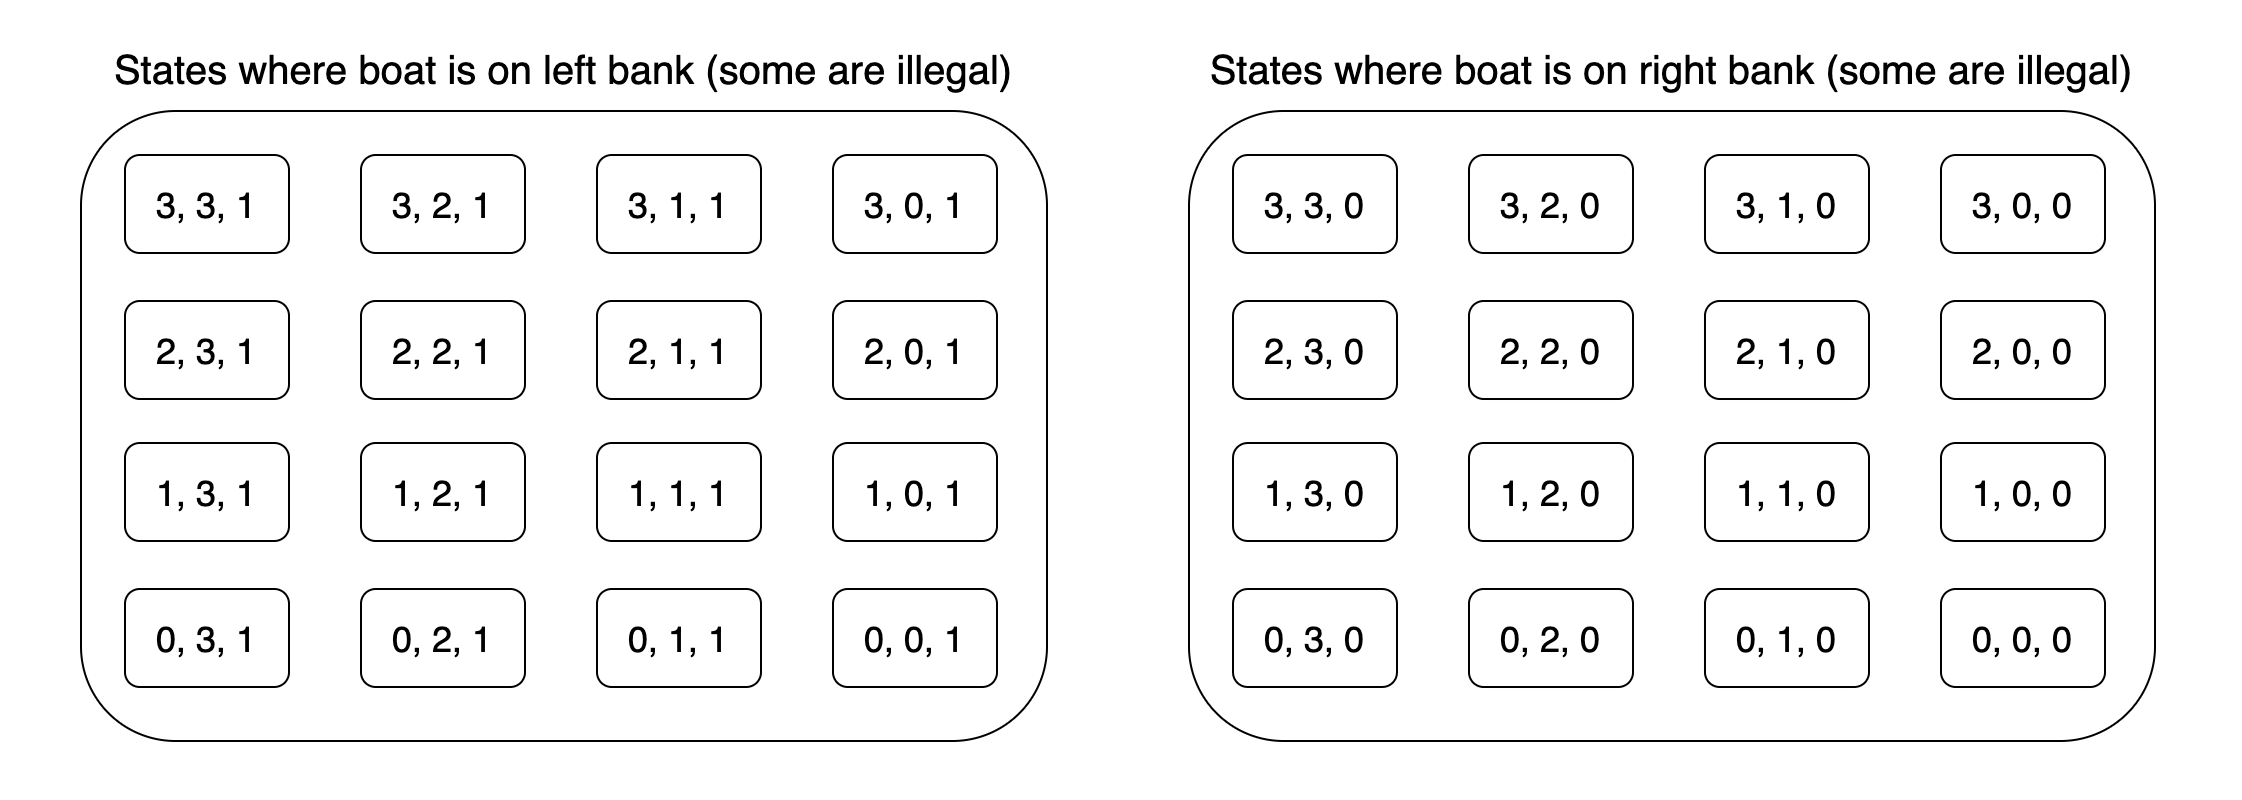 States where boat is on left bank (some are illegal)
3, 3, 1
3, 2, 1
3, 1, 1
3, 0, 1
2, 3, 1
2, 2, 1
2, 1, 1
2, 0, 1
1, 3, 1
1, 2, 1
1, 1, 1
1, 0, 1
0, 3, 1
0, 2, 1
0, 1, 1
0, 0, 1
States where boat is on right bank (some are illegal)
3, 3, 0
3, 2, 0
3, 1, 0
3, 0, 0
2, 3, 0
2, 2, 0
2, 1, 0
2, 0, 0
1, 3, 0
1, 2, 0
1, 1, 0
1, 0, 0
0, 3, 0
0, 2, 0
0, 1, 0
0, 0, 0